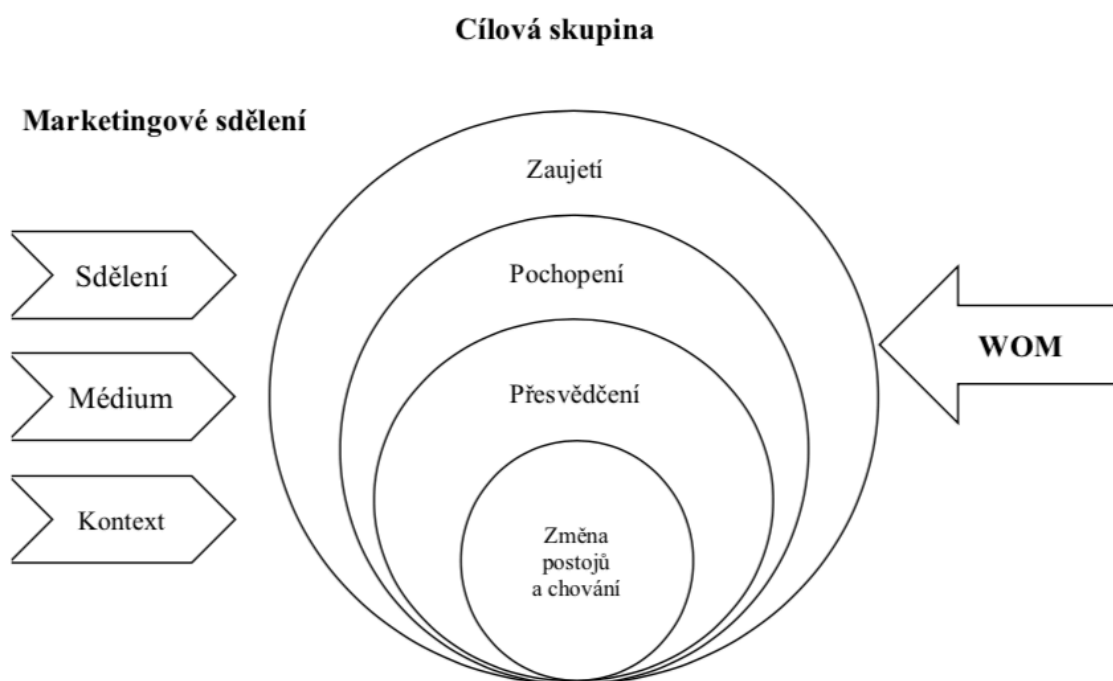 Cílová skupina
Marketingové sdělení
Zaujetí
Sdělení
Pochopení
WOM
Médium
Přesvědčení
Kontext
Změna
postojů
a chování